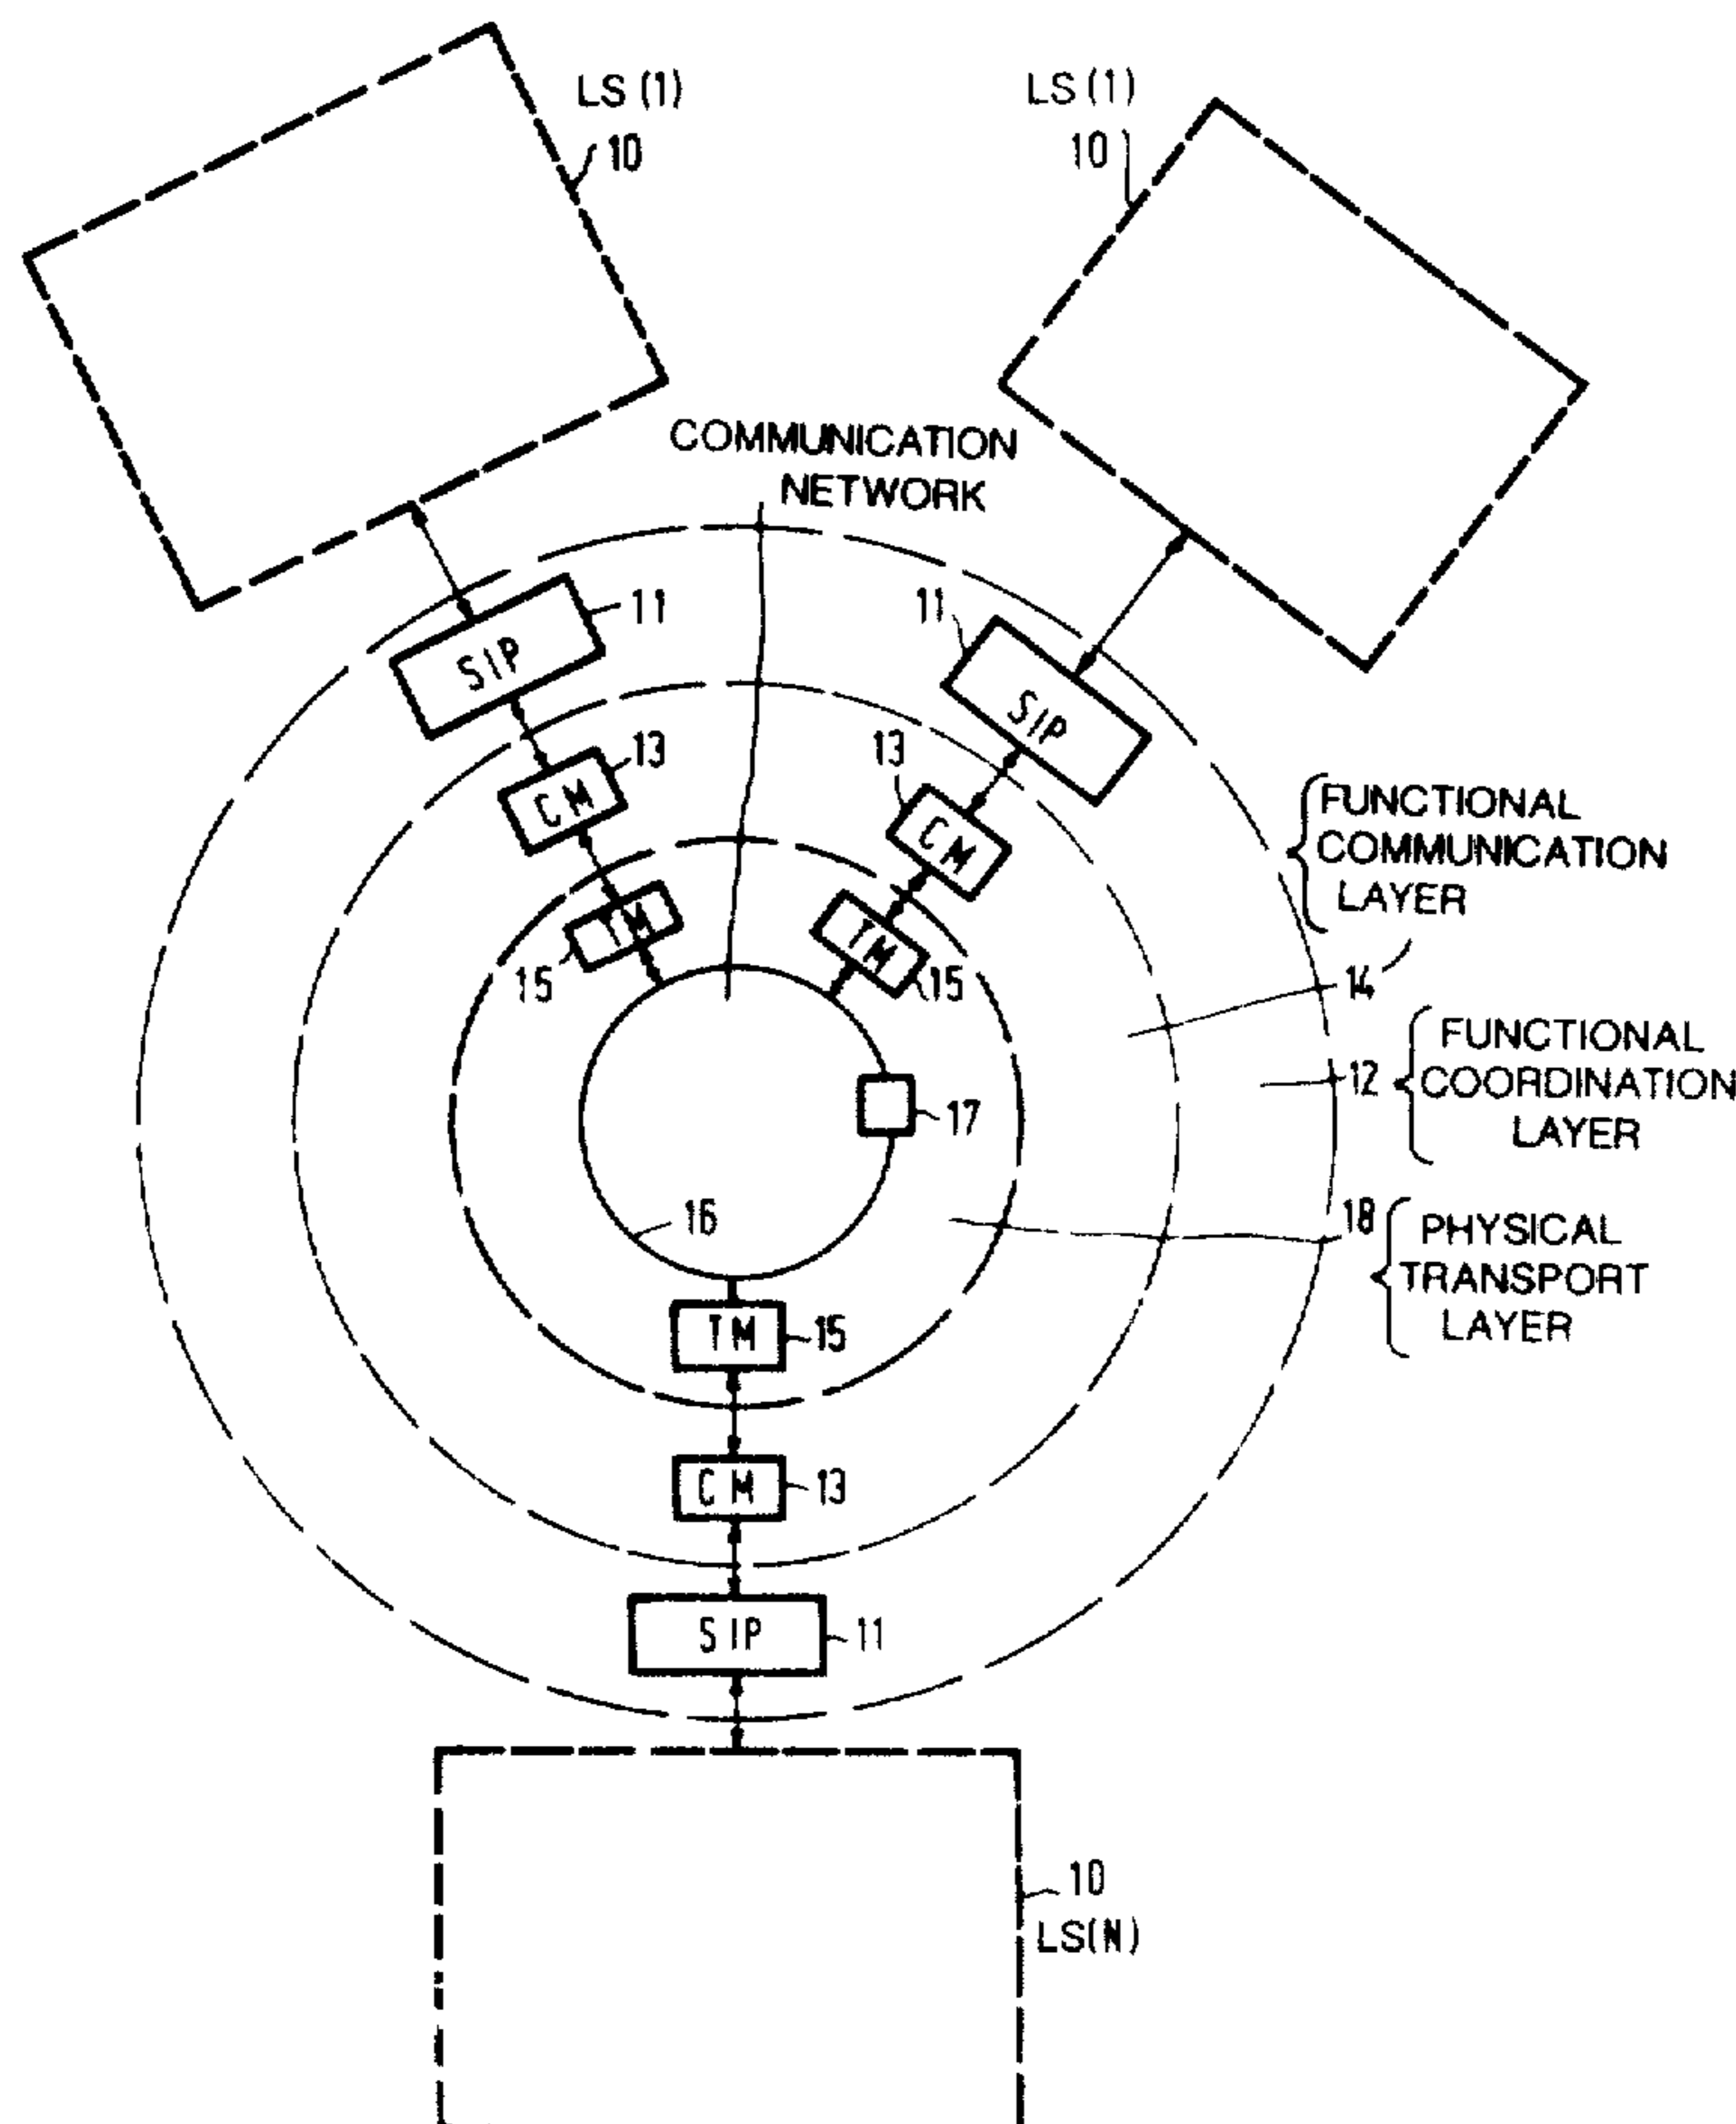 LS (1)
10
LS (1)
10
COMMUNICATION
NETWORK
11
SIP
11
SIP
13
CM
13
CM
TM
15
TM
15
FUNCTIONAL
COMMUNICATION
LAYER
14
FUNCTIONAL
12
COORDINATION
LAYER
17
16
18
PHYSICAL
TRANSPORT
LAYER
TM
15
CM
13
SIP
11
10
LS(N)